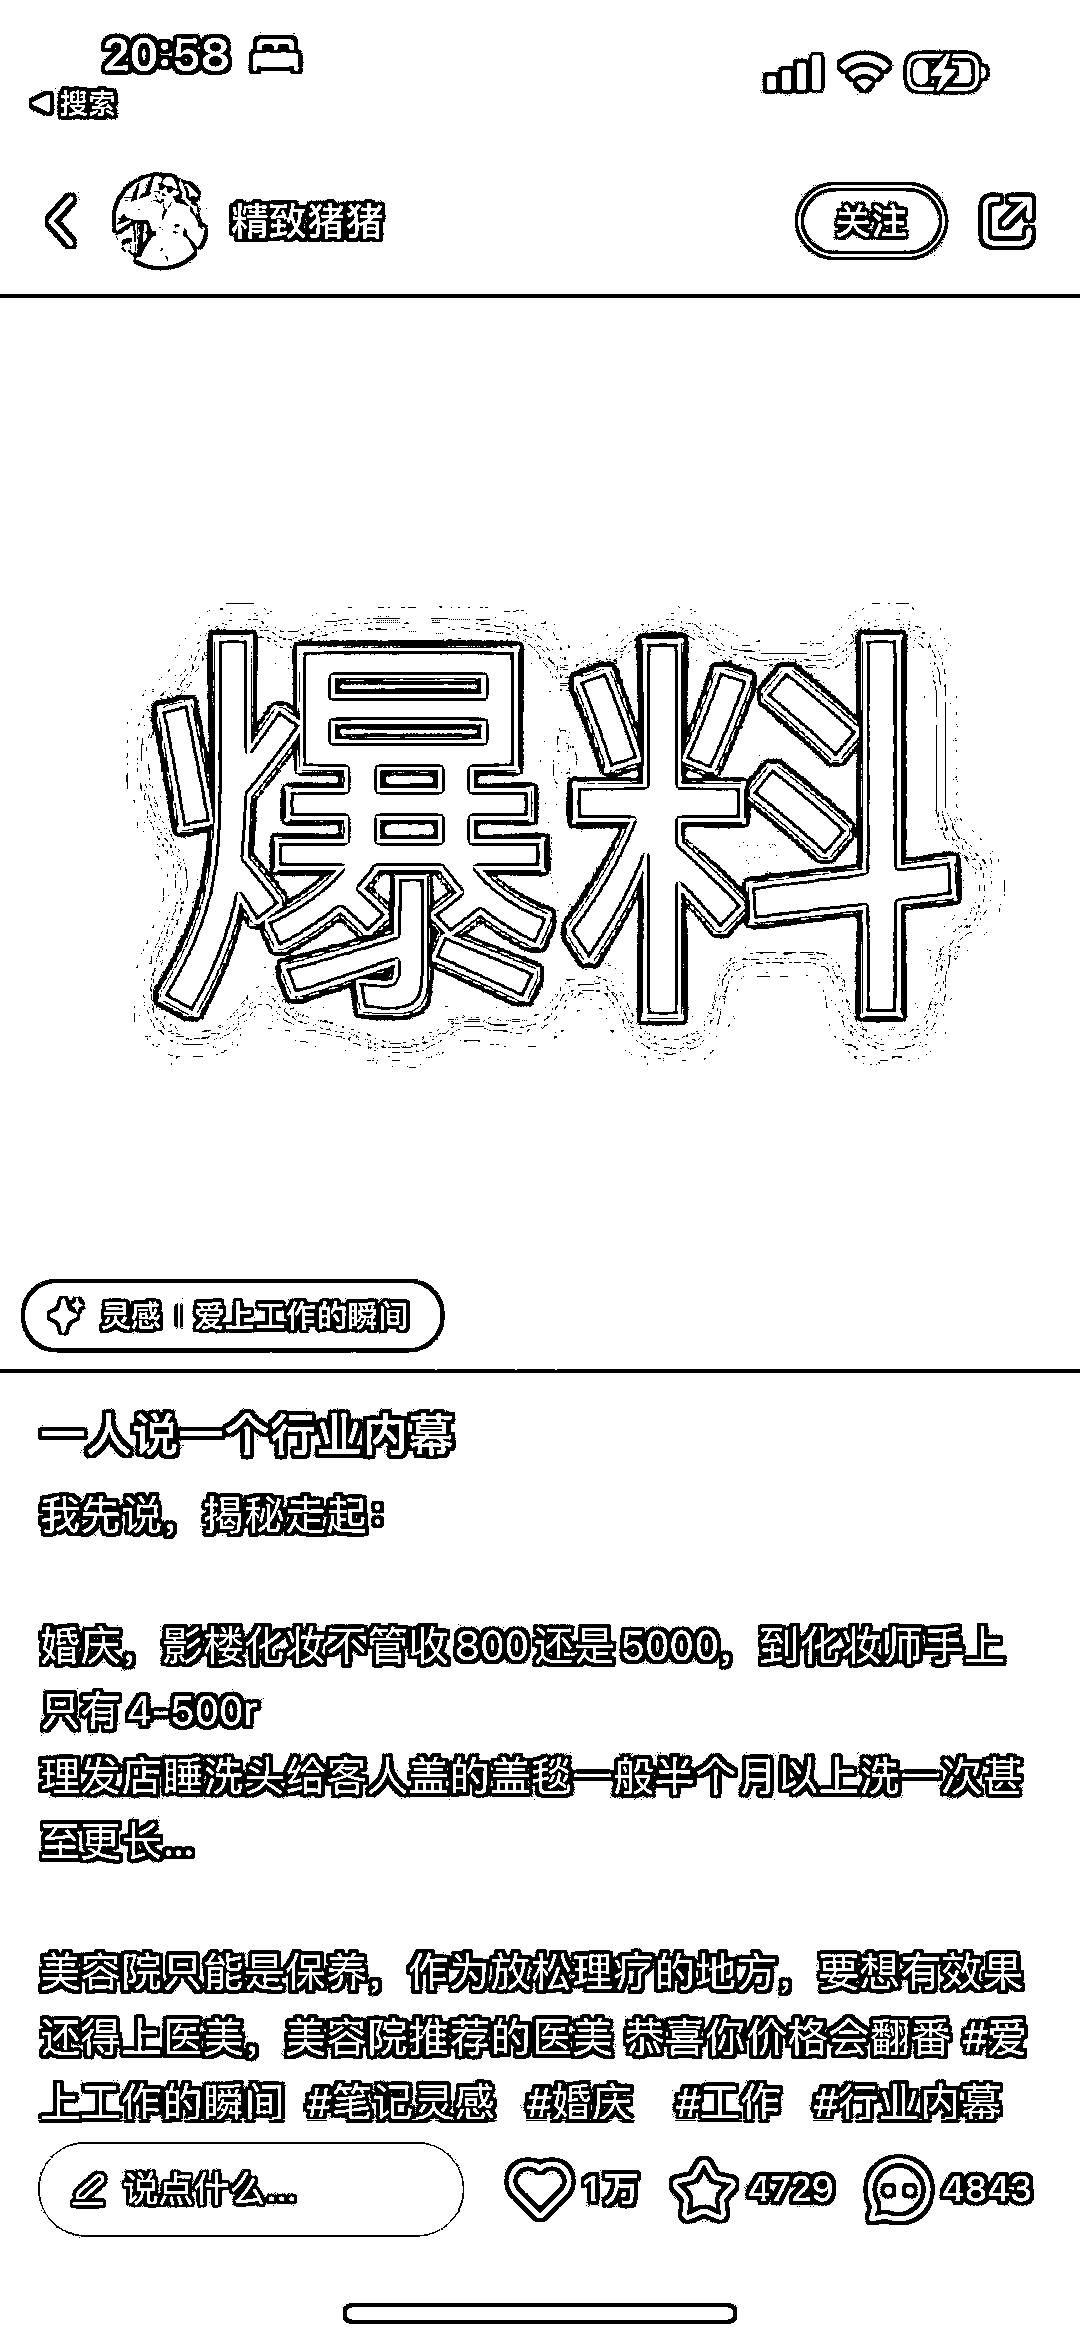 20:58
搜索
精致猪猪
关注
爆料
灵感 | 爱上工作的瞬间
一人说一个行业内幕
我先说，揭秘走起：
婚庆，影楼化妆不管收800还是5000，到化妆师手上
只有4-500r
理发店睡洗头给客人盖的盖毯一般半个月以上洗一次甚
至更长...
美容院只能是保养，作为放松理疗的地方，要想有效果
还得上医美，美容院推荐的医美 恭喜你价格会翻番 #爱
上工作的瞬间 #笔记灵感 #婚庆 #工作 #行业内幕
说点什么...
1万
4729
4843